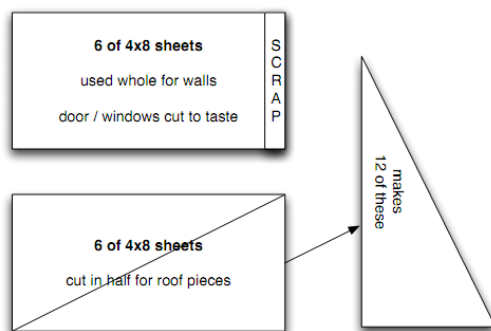 6 of 4x8 sheets
used whole for walls
door / windows cut to taste
SCRAP
6 of 4x8 sheets
cut in half for roof pieces
makes
12 of these